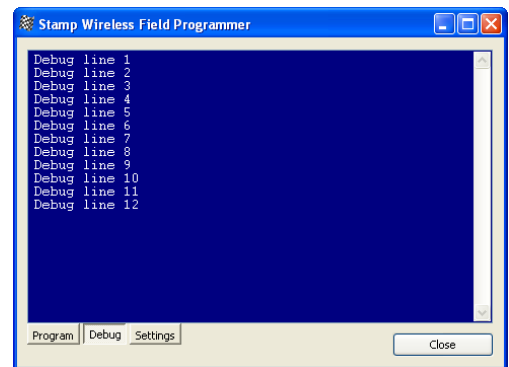 Stamp Wireless Field Programmer
Debug line 1
Debug line 2
Debug line 3
Debug line 4
Debug line 5
Debug line 6
Debug line 7
Debug line 8
Debug line 9
Debug line 10
Debug line 11
Debug line 12
Program Debug Settings
Close